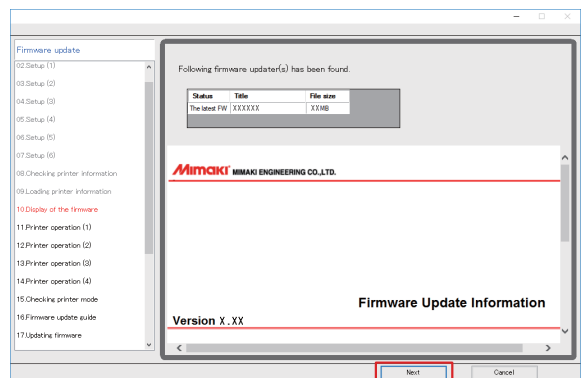 Firmware update
02.Setup (1)
03.Setup (2)
04.Setup (3)
05.Setup (4)
06.Setup (5)
07.Setup (6)
08.Checking printer information
09.Loading printer information
10.Display of the firmware
11.Printer operation (1)
12.Printer operation (2)
13.Printer operation (3)
14.Printer operation (4)
15.Checking printer mode
16.Firmware update guide
17.Updating firmware
Following firmware updater(s) has been found.
Status Title File size
The latest FW XXXXXX XXMB
Mimaki MIMAKI ENGINEERING CO.,LTD.
Firmware Update Information
Version X.XX
Next Cancel